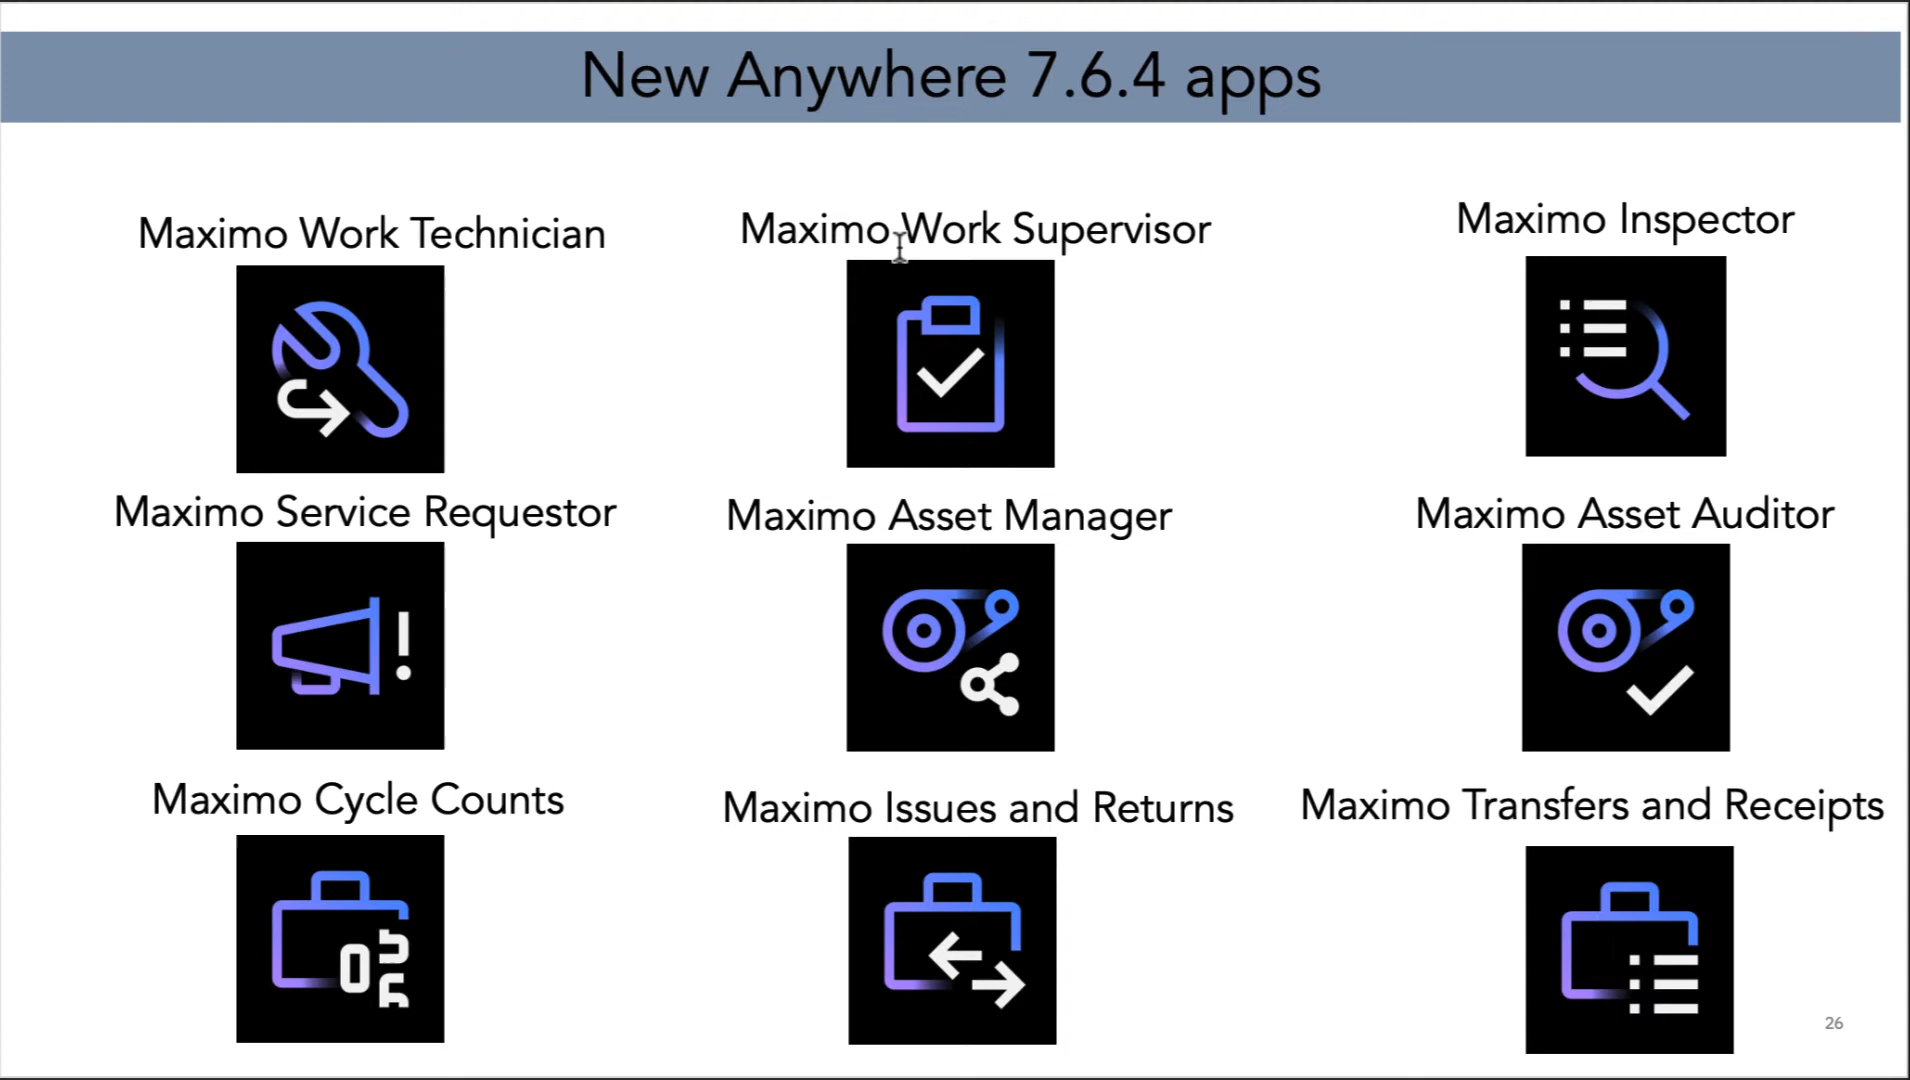 New Anywhere 7.6.4 apps
Maximo Work Technician
Maximo Work Supervisor
Maximo Inspector
Maximo Service Requestor
Maximo Asset Manager
Maximo Asset Auditor
Maximo Cycle Counts
Maximo Issues and Returns
Maximo Transfers and Receipts
26